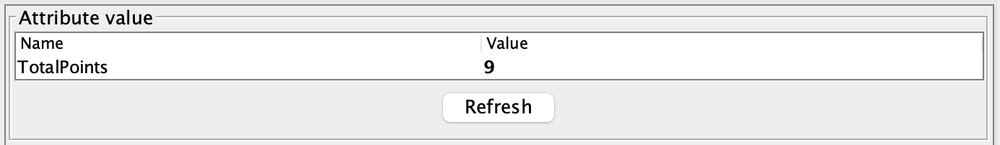 Attribute value
Name Value
TotalPoints 9
Refresh